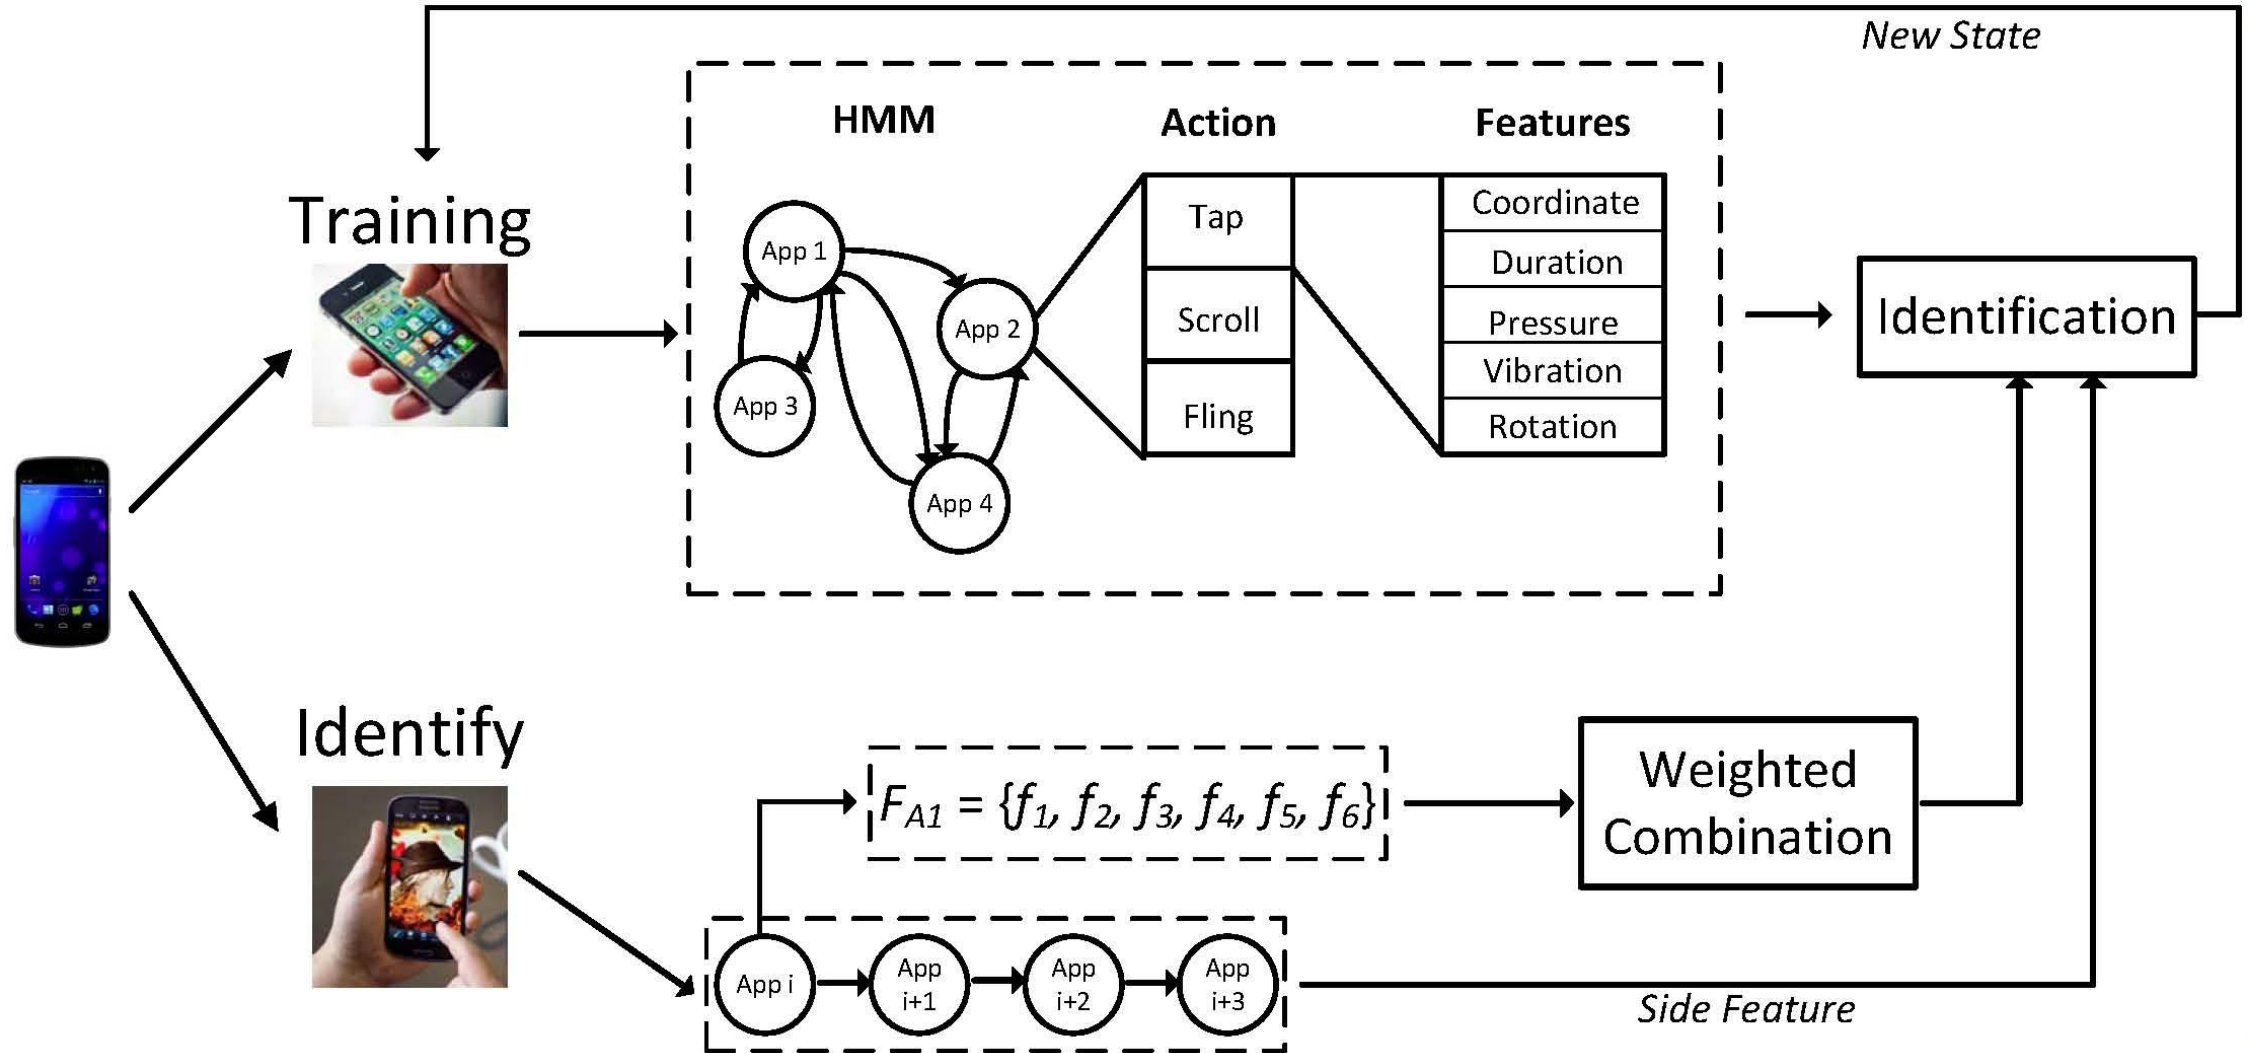 New State
HMM
Action
Features
Training
App 1
App 2
App 3
App 4
Tap
Scroll
Fling
Coordinate
Duration
Pressure
Vibration
Rotation
Identification
Identify
F_{A1} = {f_1, f_2, f_3, f_4, f_5, f_6}
Weighted
Combination
App i
App
i+1
App
i+2
App
i+3
Side Feature